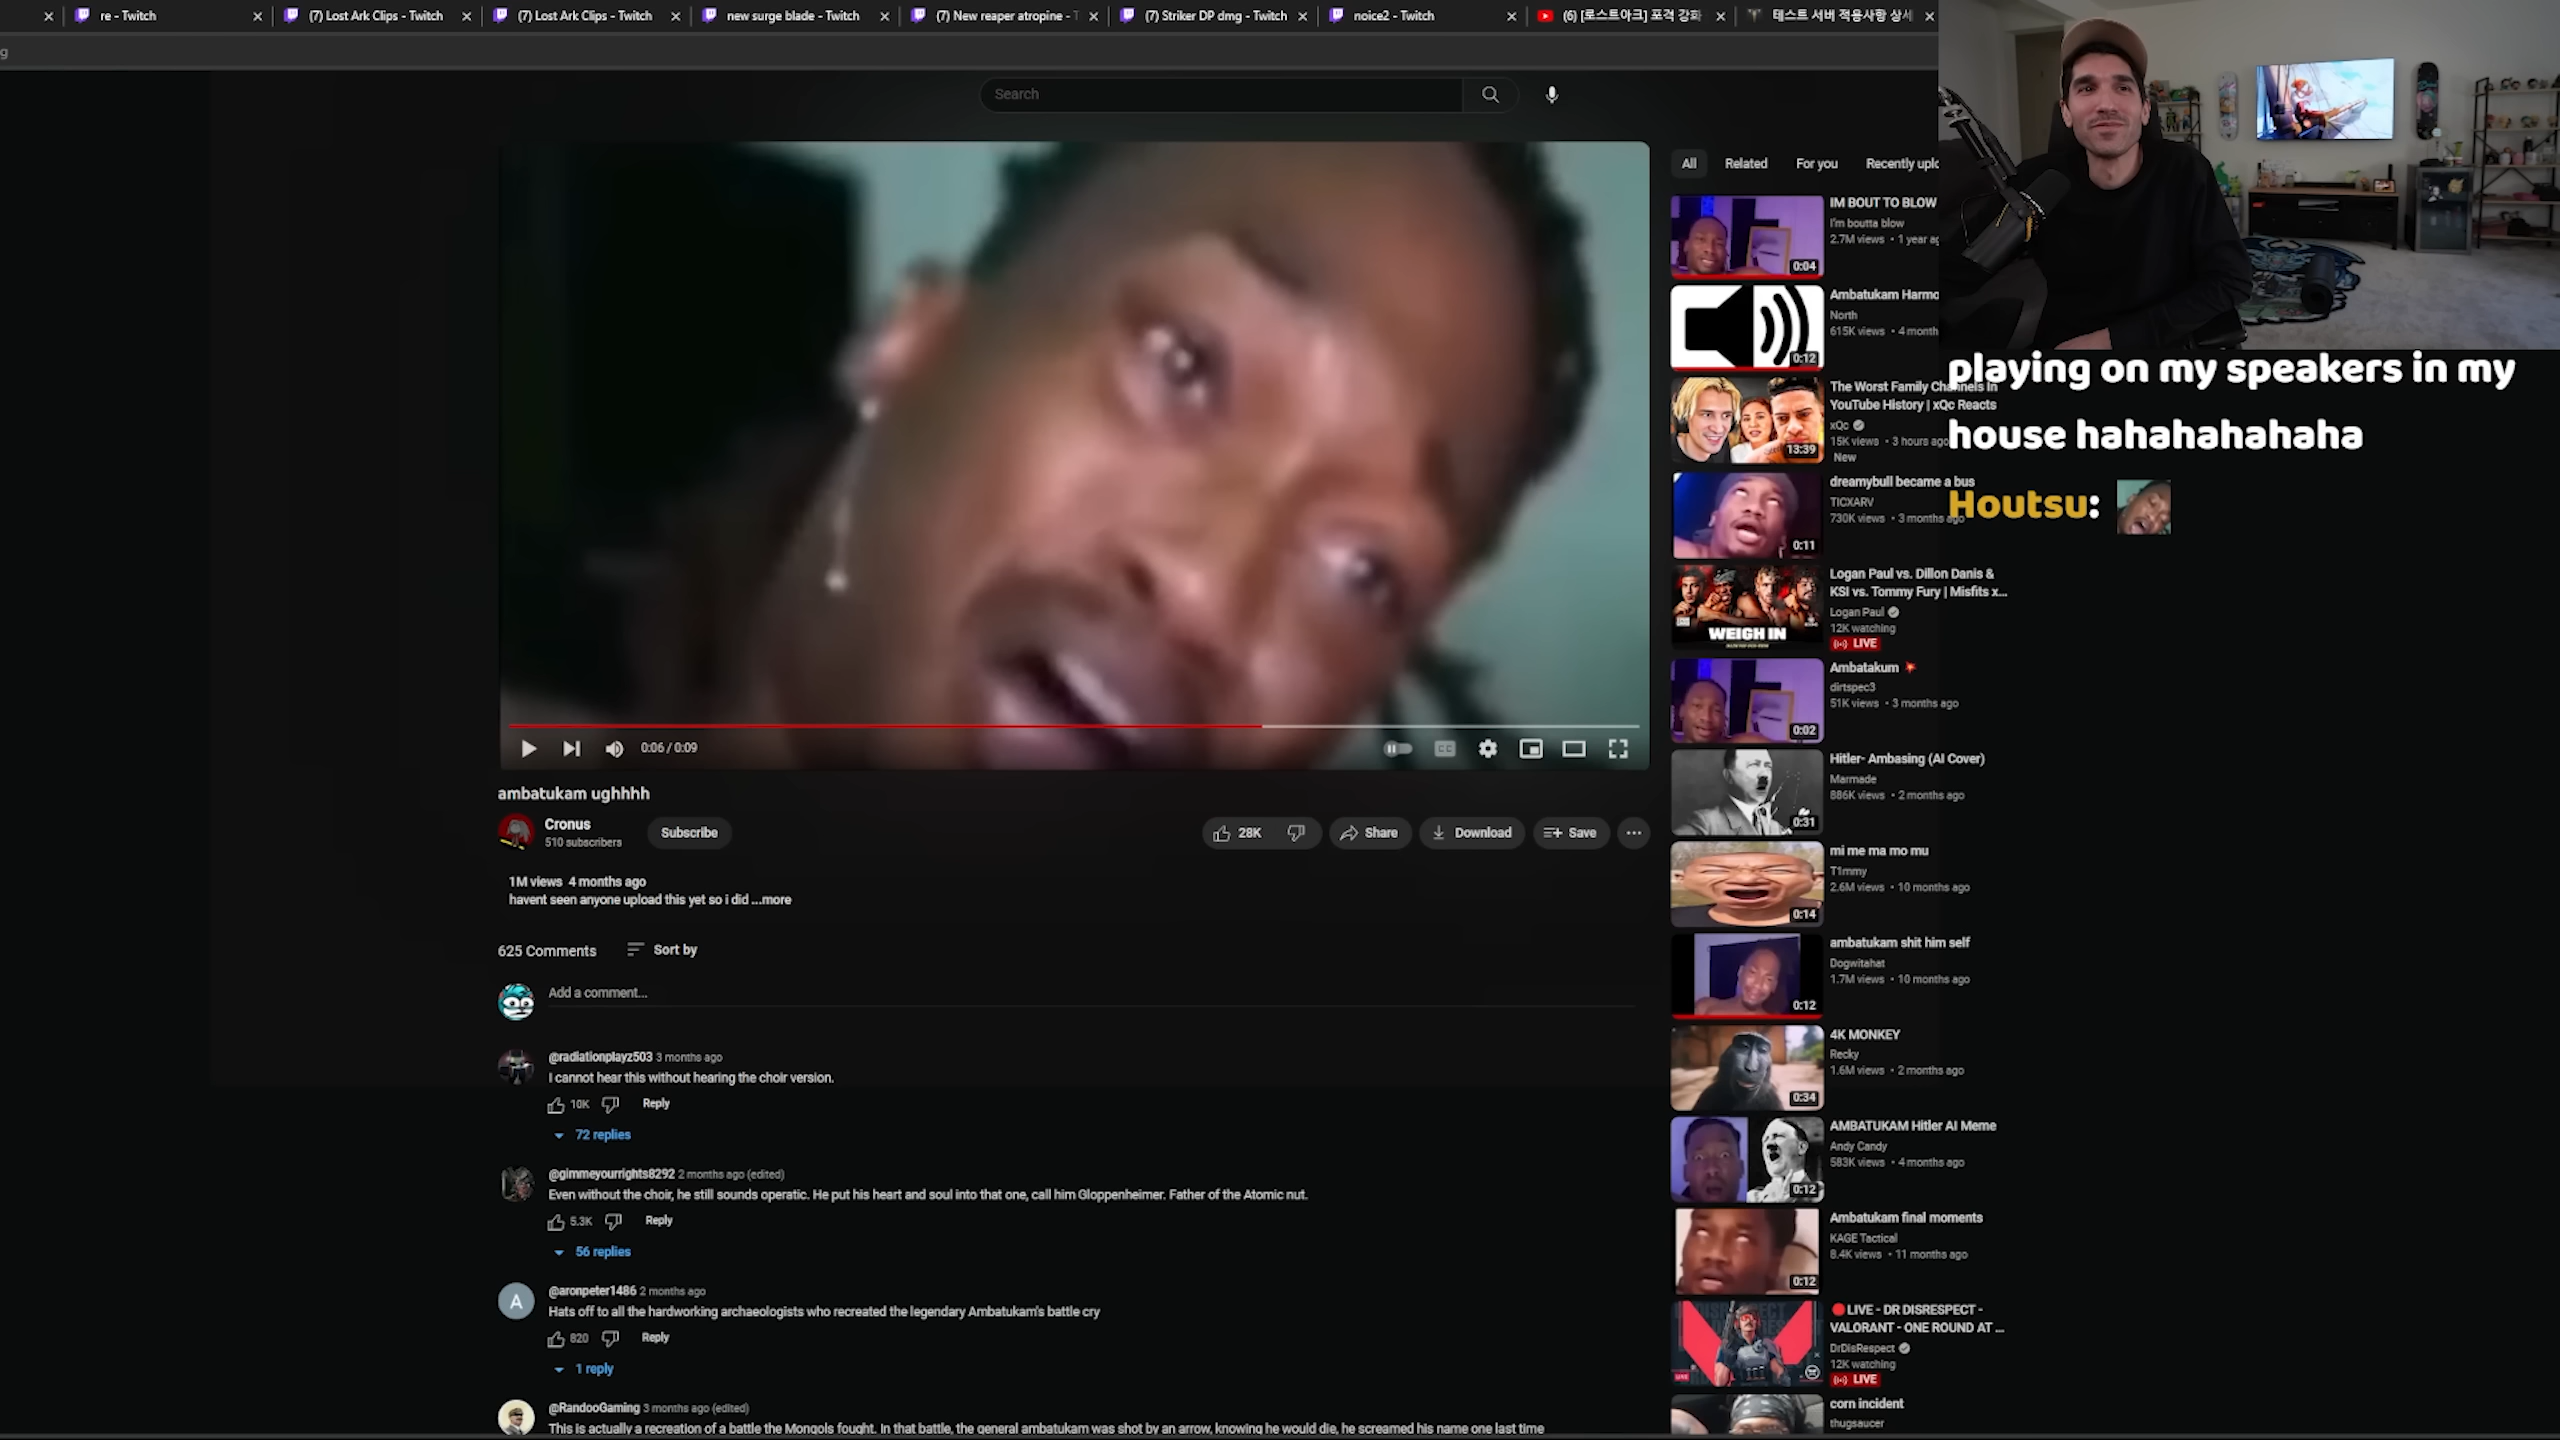 re - Twitch
(7) Lost Ark Clips - Twitch
(7) Lost Ark Clips - Twitch
new surge blade - Twitch
(7) New reaper atropine - T
(7) Striker DP dmg - Twitch
noice2 - Twitch
(6) [로스트아크] 포격 강화
테스트 서버 적용사항 상세
g
Search
All
Related
For you
Recently uplo
IM BOUT TO BLOW
I'm boutta blow
2.7M views • 1 year ag
0:04
Ambatukam Harmo
North
615K views • 4 month
0:12
The Worst Family Channels In
YouTube History | xQc Reacts
xQc
15K views • 3 hours ago
New
13:39
dreamybull became a bus
TICXARV
730K views • 3 months ago
0:11
Logan Paul vs. Dillon Danis &
KSI vs. Tommy Fury | Misfits x...
Logan Paul
12K watching
LIVE
WEIGH IN
Ambatakum
dirtspec3
51K views • 3 months ago
0:02
Hitler- Ambasing (AI Cover)
Marmade
886K views • 2 months ago
0:31
mi me ma mo mu
T1mmy
2.6M views • 10 months ago
0:14
ambatukam shit him self
Dogwitahat
1.7M views • 10 months ago
0:12
4K MONKEY
Recky
1.6M views • 2 months ago
0:34
AMBATUKAM Hitler AI Meme
Andy Candy
583K views • 4 months ago
0:12
Ambatukam final moments
KAGE Tactical
8.4K views • 11 months ago
0:12
LIVE - DR DISRESPECT -
VALORANT - ONE ROUND AT ...
DrDisRespect
12K watching
LIVE
corn incident
thugsaucer
playing on my speakers in my
house hahahahahaha
Houtsu:
0:06 / 0:09
CC
ambatukam ughhhh
Cronus
510 subscribers
Subscribe
28K
Share
Download
Save
1M views 4 months ago
havent seen anyone upload this yet so i did ...more
625 Comments
Sort by
Add a comment...
@radiationplayz503 3 months ago
I cannot hear this without hearing the choir version.
10K
Reply
72 replies
@gimmeyourrights8292 2 months ago (edited)
Even without the choir, he still sounds operatic. He put his heart and soul into that one, call him Gloppenheimer. Father of the Atomic nut.
5.3K
Reply
56 replies
A
@aronpeter1486 2 months ago
Hats off to all the hardworking archaeologists who recreated the legendary Ambatukam's battle cry
820
Reply
1 reply
@RandooGaming 3 months ago (edited)
This is actually a recreation of a battle the Mongols fought. In that battle, the general ambatukam was shot by an arrow, knowing he would die, he screamed his name one last time